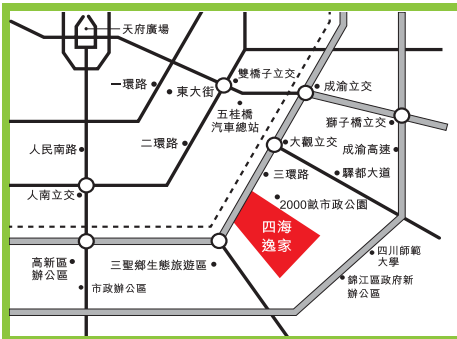 天府廣場
一環路
東大街
雙橋子立交
成渝立交
五桂橋
汽車總站
獅子橋立交
人民南路
二環路
大觀立交
成渝高速
三環路
驛都大道
人南立交
2000畝市政公園
四海
逸家
高新區
辦公區
三聖鄉生態旅遊區
四川師範
大學
市政辦公區
錦江區政府新
辦公區